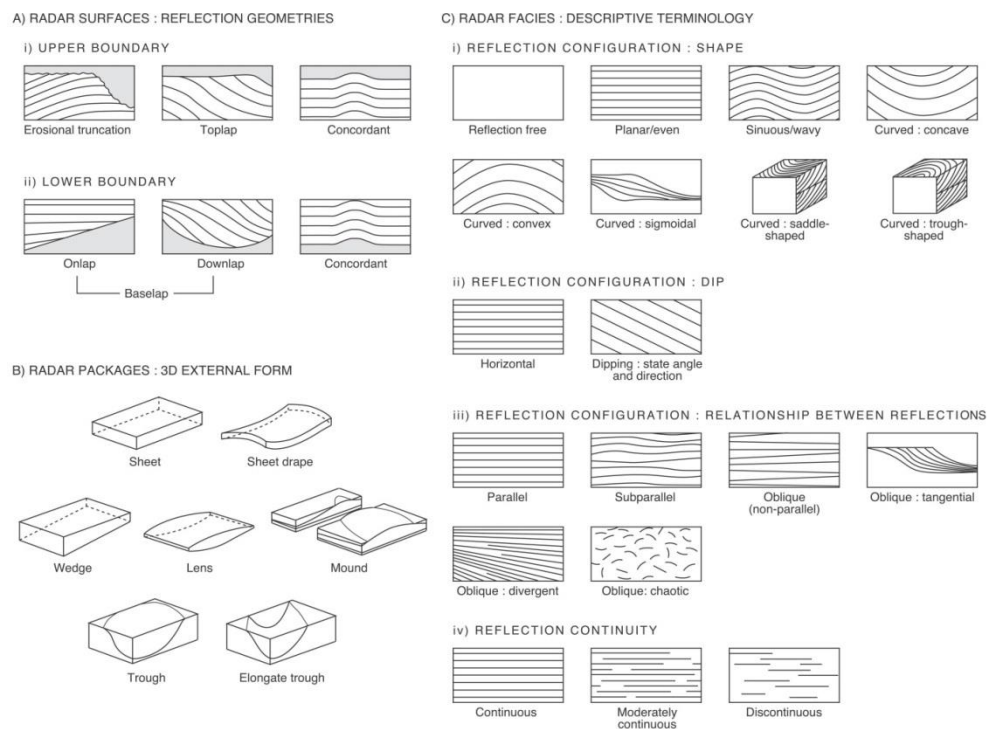 A) RADAR SURFACES : REFLECTION GEOMETRIES
i) UPPER BOUNDARY
Erosional truncation
Toplap
Concordant
ii) LOWER BOUNDARY
Onlap
Downlap
Concordant
Baselap
B) RADAR PACKAGES : 3D EXTERNAL FORM
Sheet
Sheet drape
Wedge
Lens
Mound
Trough
Elongate trough
C) RADAR FACIES : DESCRIPTIVE TERMINOLOGY
i) REFLECTION CONFIGURATION : SHAPE
Reflection free
Planar/even
Sinuous/wavy
Curved : concave
Curved : convex
Curved : sigmoidal
Curved : saddle-
shaped
Curved : trough-
shaped
ii) REFLECTION CONFIGURATION : DIP
Horizontal
Dipping : state angle
and direction
iii) REFLECTION CONFIGURATION : RELATIONSHIP BETWEEN REFLECTIONS
Parallel
Subparallel
Oblique
(non-parallel)
Oblique : tangential
Oblique : divergent
Oblique: chaotic
iv) REFLECTION CONTINUITY
Continuous
Moderately
continuous
Discontinuous